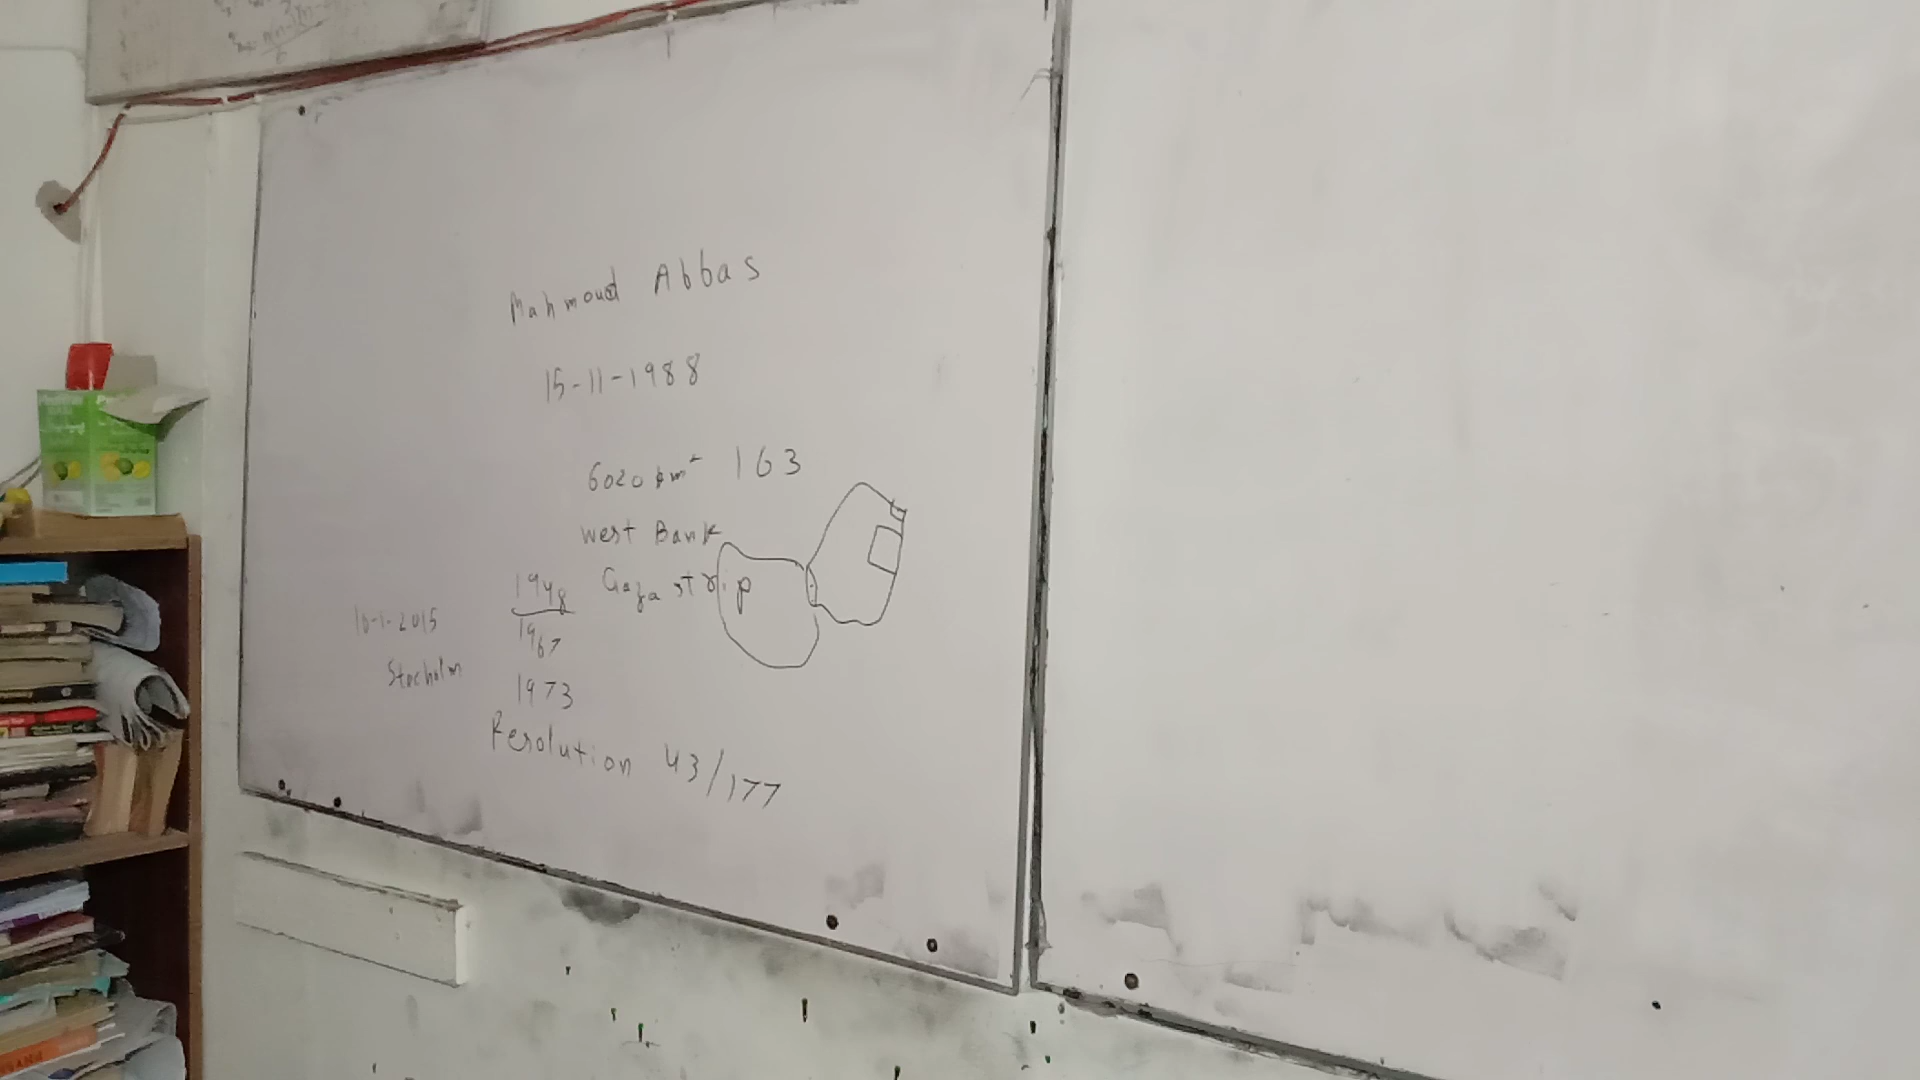 Mahmoud Abbas
15-11-1988
6020 km² 163
West Bank
Gaza strip
1948
1967
1973
10-1-2015
Stocholm
Resolution 43/177